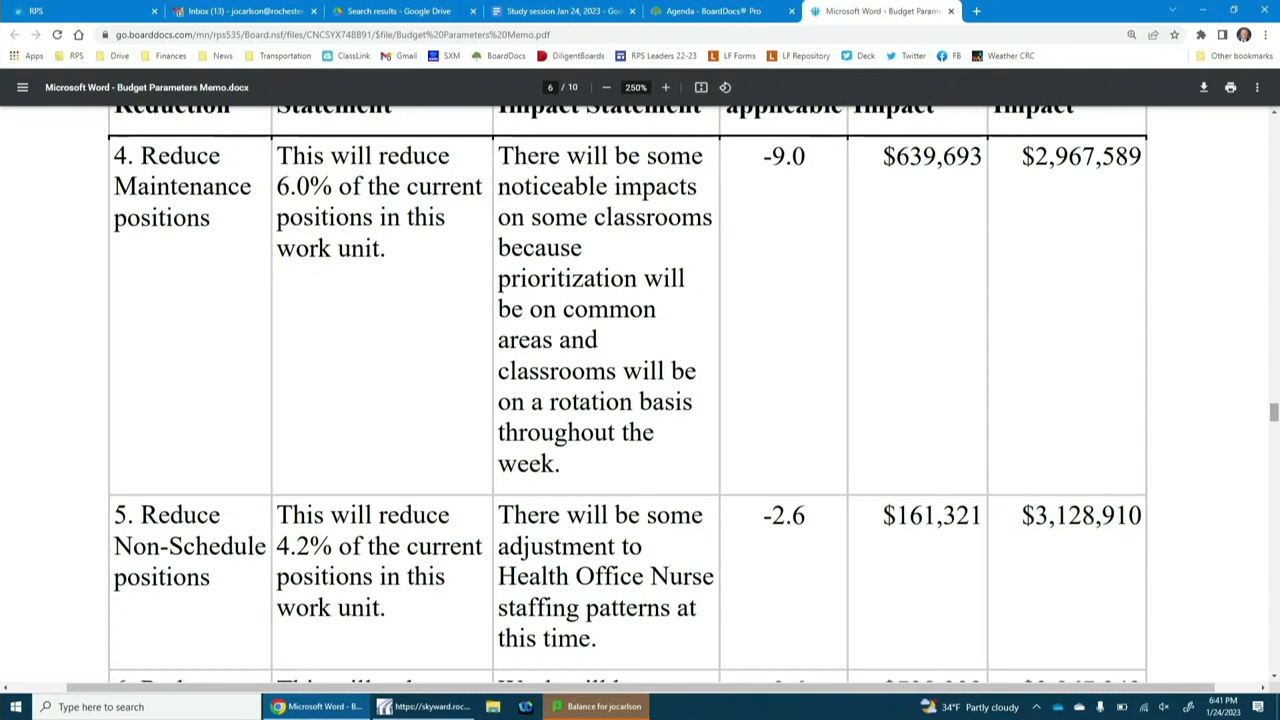 RPS
Inbox (13) - jocarlson@rochester
Search results - Google Drive
Study session Jan 24, 2023 - Goo
Agenda - BoardDocs® Pro
Microsoft Word - Budget Param
go.boarddocs.com/mn/rps535/Board.nsf/files/CNCSYX748B91/$file/Budget%20Parameters%20Memo.pdf
Apps RPS Drive Finances News Transportation ClassLink Gmail SXM BoardDocs DiligentBoards RPS Leaders 22-23 LF Forms LF Repository Deck Twitter FB Weather CRC Other bookmarks
Microsoft Word - Budget Parameters Memo.docx 6 / 10 250%
Reduction Statement Impact Statement applicable Impact Impact
4. Reduce
Maintenance
positions
This will reduce
6.0% of the current
positions in this
work unit.
There will be some
noticeable impacts
on some classrooms
because
prioritization will
be on common
areas and
classrooms will be
on a rotation basis
throughout the
week.
-9.0
$639,693
$2,967,589
5. Reduce
Non-Schedule
positions
This will reduce
4.2% of the current
positions in this
work unit.
There will be some
adjustment to
Health Office Nurse
staffing patterns at
this time.
-2.6
$161,321
$3,128,910
Type here to search
Microsoft Word - B...
https://skyward.roc...
Balance for jocarlson
34°F Partly cloudy
6:41 PM
1/24/2023